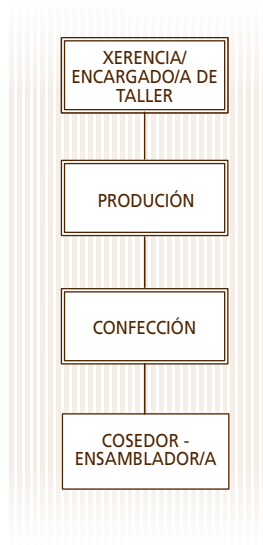 XERENCIA/
ENCARGADO/A DE
TALLER
PRODUCIÓN
CONFECCIÓN
COSEDOR -
ENSAMBLADOR/A